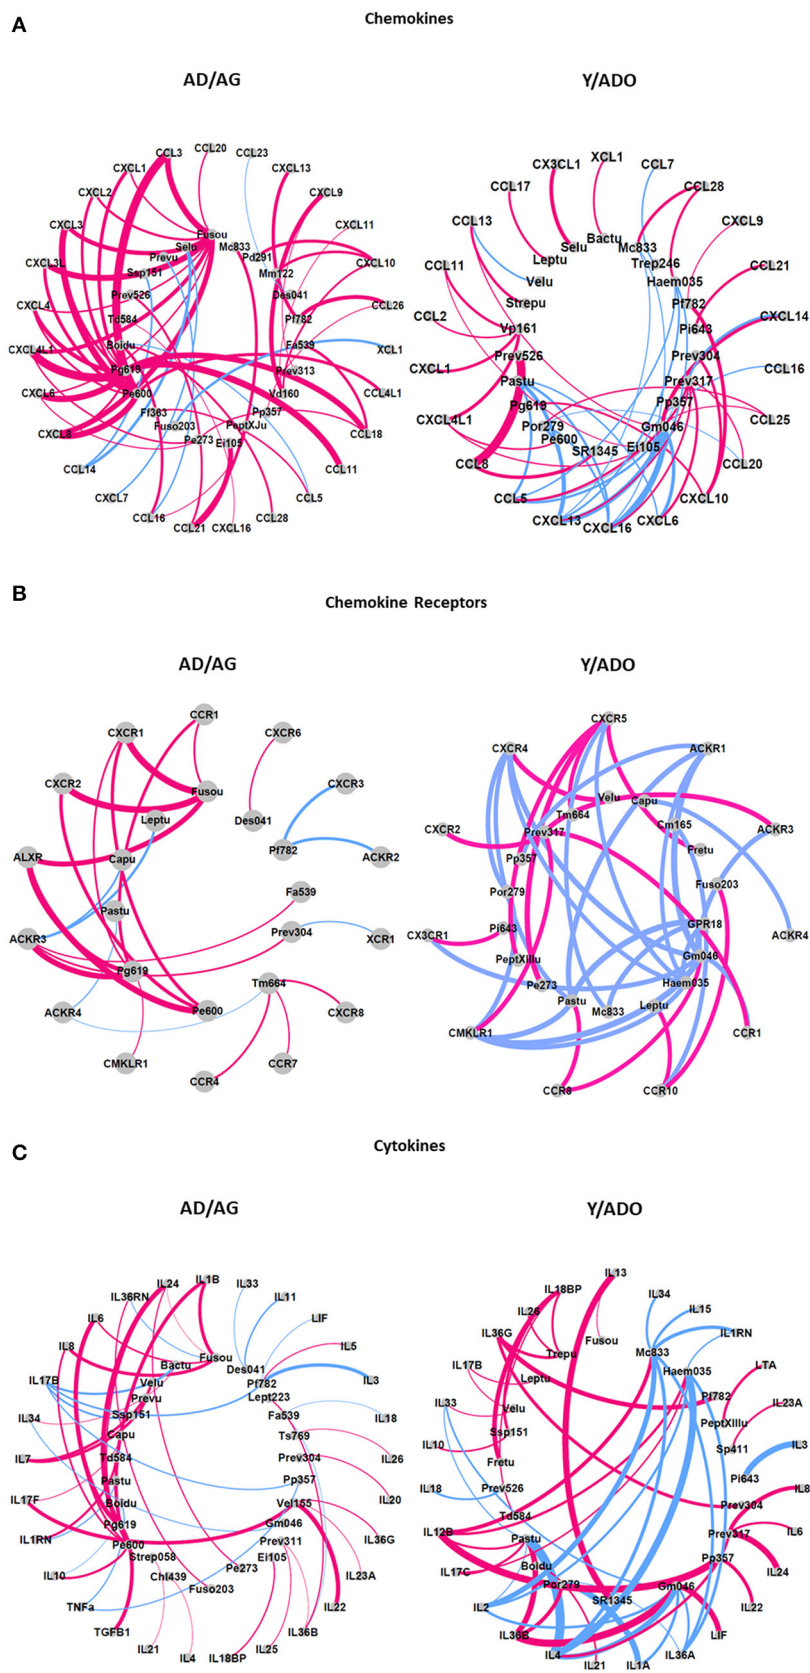 A
Chemokines
AD/AG
Y/ADO
CCL3
CCL20
CCL23
CXCL1
CXCL13
CXCL2
CXCL9
CXCL3
CXCL11
CXCL3L
CXCL10
CXCL4
CCL26
CXCL4L1
XCL1
CXCL6
CCL4L1
CXCL8
CCL18
CCL14
CCL11
CXCL7
CCL5
CCL16
CCL28
CCL21
CXCL16
Fusou
Selu
Mc833
Prevu
Pd291
Ssp151
Mm122
Prev526
Des041
Td584
Pf782
Boidu
Fa539
Pg619
Prev313
Pe600
Vd160
Ff363
Pp357
Fuso203
PeptXJu
Pe273
Ei105
CX3CL1
XCL1
CCL7
CCL17
CCL28
CCL13
CXCL9
CCL11
CCL21
CCL2
CXCL14
CXCL1
CCL16
CXCL4L1
CCL25
CCL8
CCL20
CCL5
CXCL10
CXCL13
CXCL16
CXCL6
Selu
Bactu
Mc833
Leptu
Trep246
Velu
Haem035
Strepu
Pf782
Vp161
Pi643
Prev526
Prev304
Pastu
Prev317
Pg619
Pp357
Por279
Gm046
Pe600
SR1345
Ei105
B
Chemokine Receptors
AD/AG
Y/ADO
CCR1
CXCR1
CXCR6
CXCR2
CXCR3
Fusou
Leptu
Des041
ALXR
Capu
Pf782
ACKR2
Fa539
Pastu
ACKR3
Prev304
XCR1
Pg619
Tm664
ACKR4
Pe600
CXCR8
CMKLR1
CCR7
CCR4
CXCR5
CXCR4
ACKR1
Velu
Capu
Tm664
CXCR2
Prev317
Cm165
ACKR3
Pp357
Fretu
Por279
Fuso203
Pi643
GPR18
CX3CR1
ACKR4
PeptXIIIu
Gm046
Pe273
Haem035
Pastu
Mc833
Leptu
CMKLR1
CCR1
CCR8
CCR10
C
Cytokines
AD/AG
Y/ADO
IL24
IL1B
IL33
IL36RN
IL11
IL6
LIF
IL8
IL5
IL17B
IL3
IL34
IL18
IL7
IL26
IL17F
IL20
IL1RN
IL36G
IL10
IL23A
TNFa
IL22
TGFB1
IL36B
IL21
IL4
IL18BP
IL25
Fusou
Bactu
Des041
Velu
Pf782
Prevu
Lept223
Ssp151
Fa539
Capu
Ts769
Td584
Prev304
Pastu
Pp357
Boidu
Vel155
Pg619
Gm046
Pe600
Prev311
Strep058
Ei105
Chl439
Pe273
Fuso203
IL13
IL18BP
IL34
IL26
IL15
IL36G
IL1RN
IL17B
LTA
IL33
IL23A
IL10
IL3
IL18
IL8
IL12B
IL6
IL17C
IL24
IL2
IL22
IL36B
LIF
IL4
IL36A
IL21
IL1A
Fusou
Trepu
Mc833
Leptu
Haem035
Velu
Pf782
Ssp151
PeptXIIIu
Fretu
Sp411
Prev526
Pi643
Td584
Prev304
Pastu
Prev317
Boidu
Pp357
Por279
Gm046
SR1345